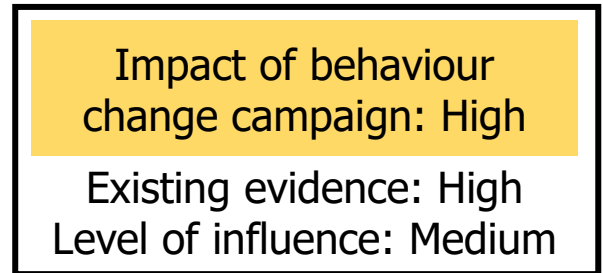 Impact of behaviour
change campaign: High
Existing evidence: High
Level of influence: Medium